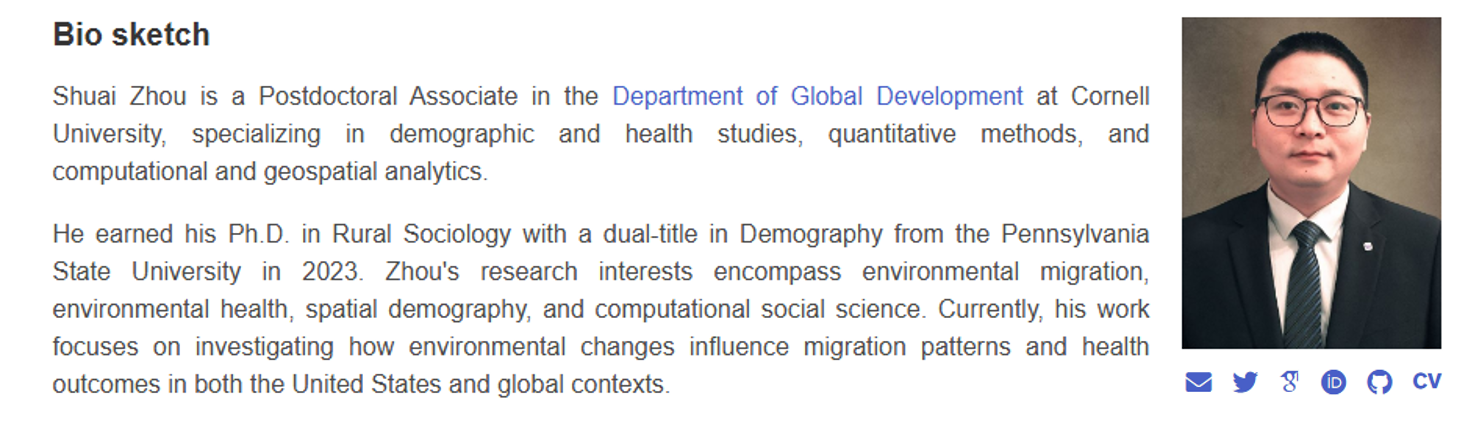 Bio sketch
Shuai Zhou is a Postdoctoral Associate in the Department of Global Development at Cornell
University, specializing in demographic and health studies, quantitative methods, and
computational and geospatial analytics.
He earned his Ph.D. in Rural Sociology with a dual-title in Demography from the Pennsylvania
State University in 2023. Zhou's research interests encompass environmental migration,
environmental health, spatial demography, and computational social science. Currently, his work
focuses on investigating how environmental changes influence migration patterns and health
outcomes in both the United States and global contexts.
iD CV